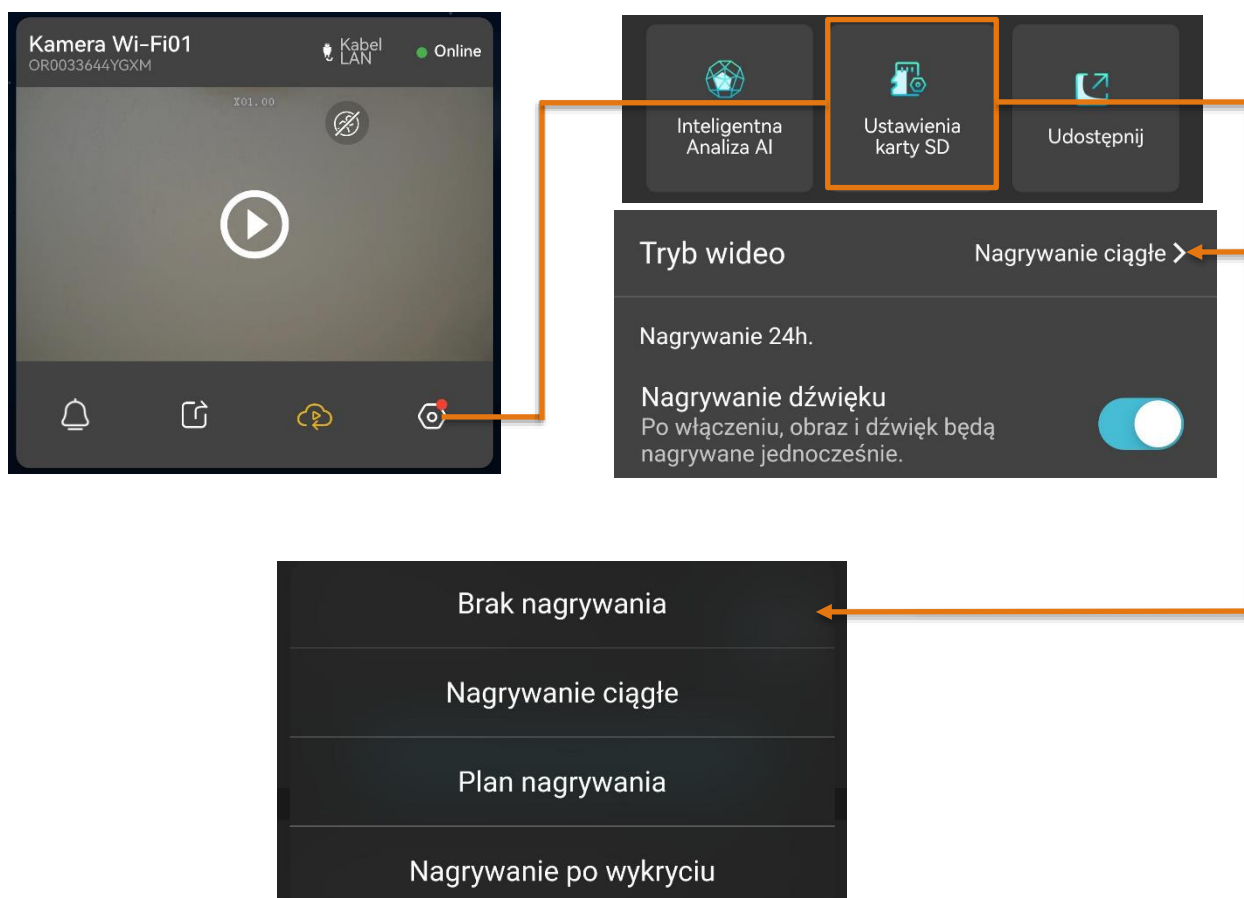 Kamera Wi-Fi01
OR0033644YGXM
Kabel
LAN
Online
X01.00
Inteligentna
Analiza AI
Ustawienia
karty SD
Udostępnij
Tryb wideo
Nagrywanie ciągłe
Nagrywanie 24h.
Nagrywanie dźwięku
Po włączeniu, obraz i dźwięk będą
nagrywane jednocześnie.
Brak nagrywania
Nagrywanie ciągłe
Plan nagrywania
Nagrywanie po wykryciu